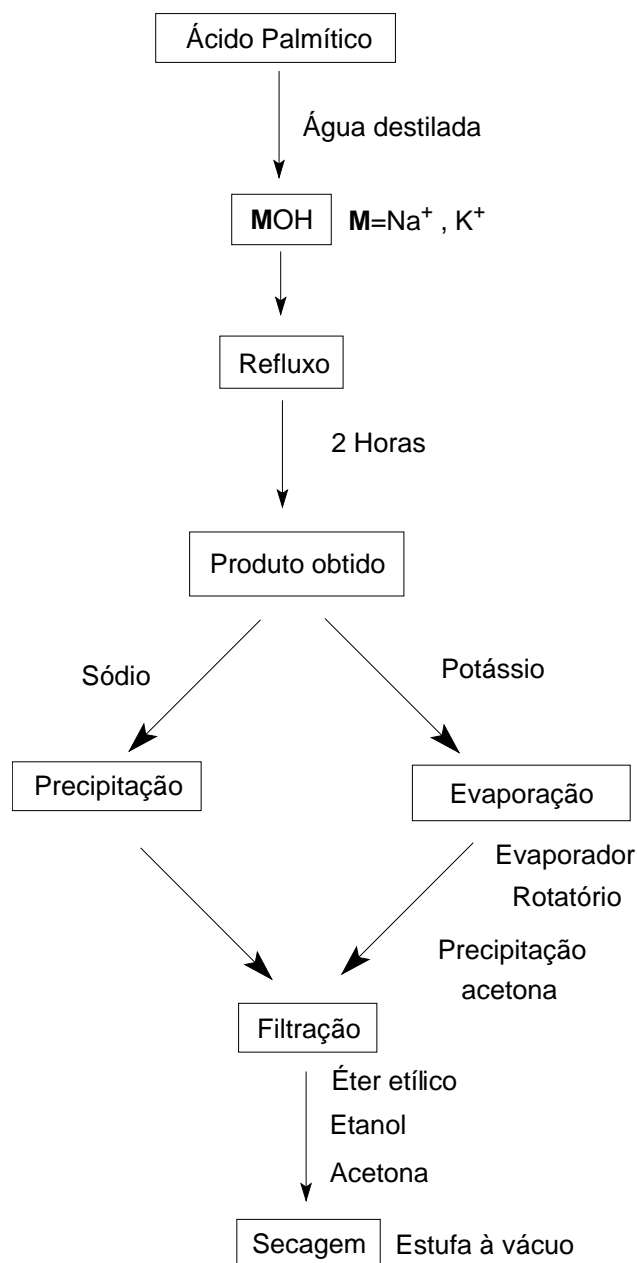 Ácido Palmítico
Água destilada
MOH M=Na⁺ , K⁺
Refluxo
2 Horas
Produto obtido
Sódio
Potássio
Precipitação
Evaporação
Evaporador
Rotatório
Precipitação
acetona
Filtração
Éter etílico
Etanol
Acetona
Secagem Estufa à vácuo